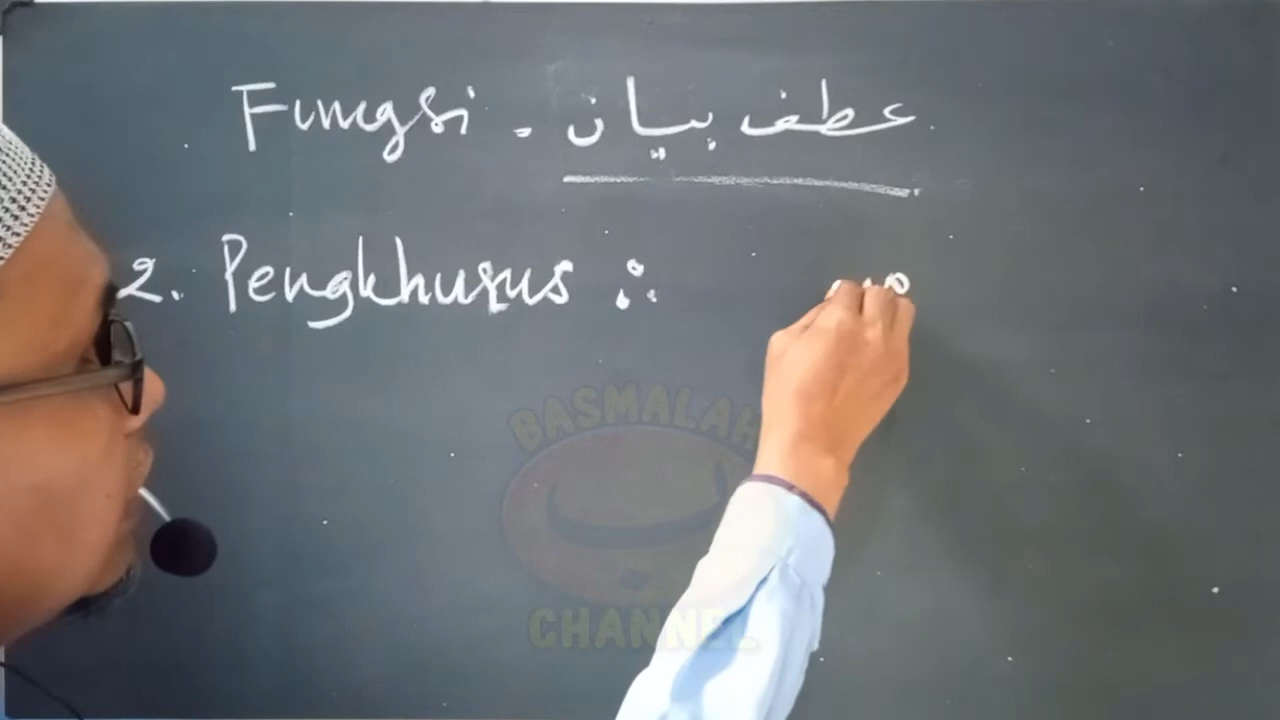 Fungsi - عطف بيان
2. Pengkhusus :
BASMALAH
CHANNEL